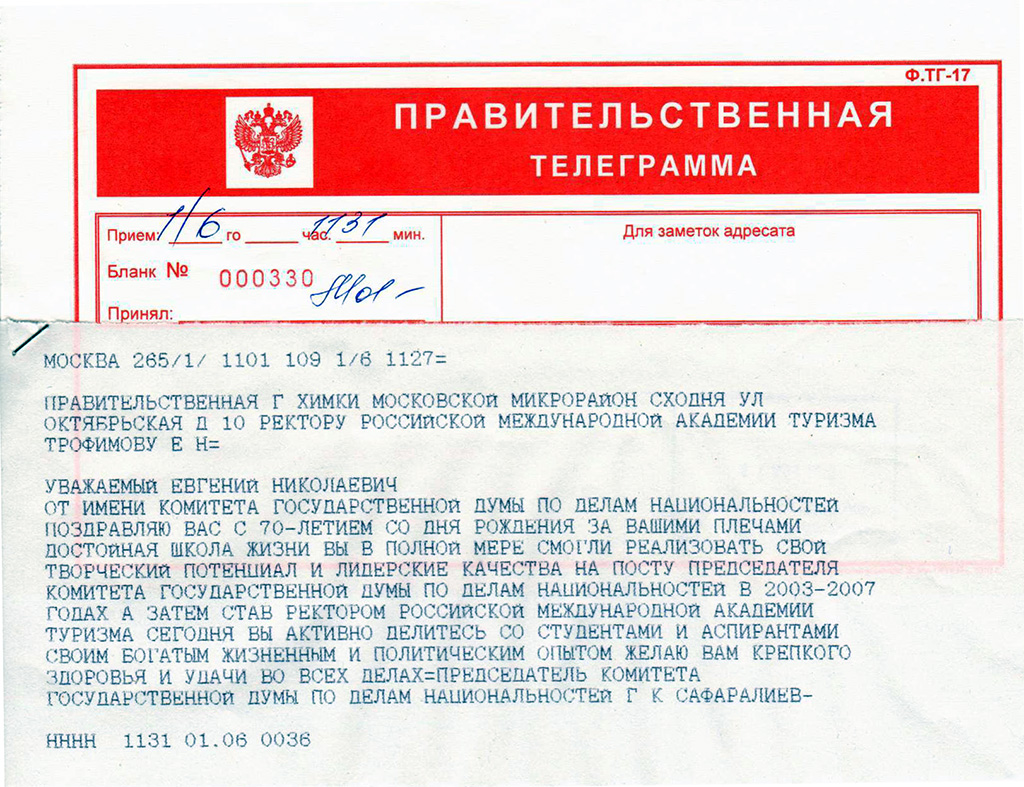 Ф.ТГ-17
ПРАВИТЕЛЬСТВЕННАЯ
ТЕЛЕГРАММА
Прием: 1/6 го час. 1131 мин.
Для заметок адресата
Бланк № 000330
Принял:
МОСКВА 265/1/ 1101 109 1/6 1127=
ПРАВИТЕЛЬСТВЕННАЯ Г ХИМКИ МОСКОВСКОЙ МИКРОРАЙОН СХОДНЯ УЛ
ОКТЯБРЬСКАЯ Д 10 РЕКТОРУ РОССИЙСКОЙ МЕЖДУНАРОДНОЙ АКАДЕМИИ ТУРИЗМА
ТРОФИМОВУ Е Н=
УВАЖАЕМЫЙ ЕВГЕНИЙ НИКОЛАЕВИЧ
ОТ ИМЕНИ КОМИТЕТА ГОСУДАРСТВЕННОЙ ДУМЫ ПО ДЕЛАМ НАЦИОНАЛЬНОСТЕЙ
ПОЗДРАВЛЯЮ ВАС С 70-ЛЕТИЕМ СО ДНЯ РОЖДЕНИЯ ЗА ВАШИМИ ПЛЕЧАМИ
ДОСТОЙНАЯ ШКОЛА ЖИЗНИ ВЫ В ПОЛНОЙ МЕРЕ СМОГЛИ РЕАЛИЗОВАТЬ СВОЙ
ТВОРЧЕСКИЙ ПОТЕНЦИАЛ И ЛИДЕРСКИЕ КАЧЕСТВА НА ПОСТУ ПРЕДСЕДАТЕЛЯ
КОМИТЕТА ГОСУДАРСТВЕННОЙ ДУМЫ ПО ДЕЛАМ НАЦИОНАЛЬНОСТЕЙ В 2003-2007
ГОДАХ А ЗАТЕМ СТАВ РЕКТОРОМ РОССИЙСКОЙ МЕЖДУНАРОДНОЙ АКАДЕМИИ
ТУРИЗМА СЕГОДНЯ ВЫ АКТИВНО ДЕЛИТЕСЬ СО СТУДЕНТАМИ И АСПИРАНТАМИ
СВОИМ БОГАТЫМ ЖИЗНЕННЫМ И ПОЛИТИЧЕСКИМ ОПЫТОМ ЖЕЛАЮ ВАМ КРЕПКОГО
ЗДОРОВЬЯ И УДАЧИ ВО ВСЕХ ДЕЛАХ=ПРЕДСЕДАТЕЛЬ КОМИТЕТА
ГОСУДАРСТВЕННОЙ ДУМЫ ПО ДЕЛАМ НАЦИОНАЛЬНОСТЕЙ Г К САФАРАЛИЕВ-
НННН 1131 01.06 0036